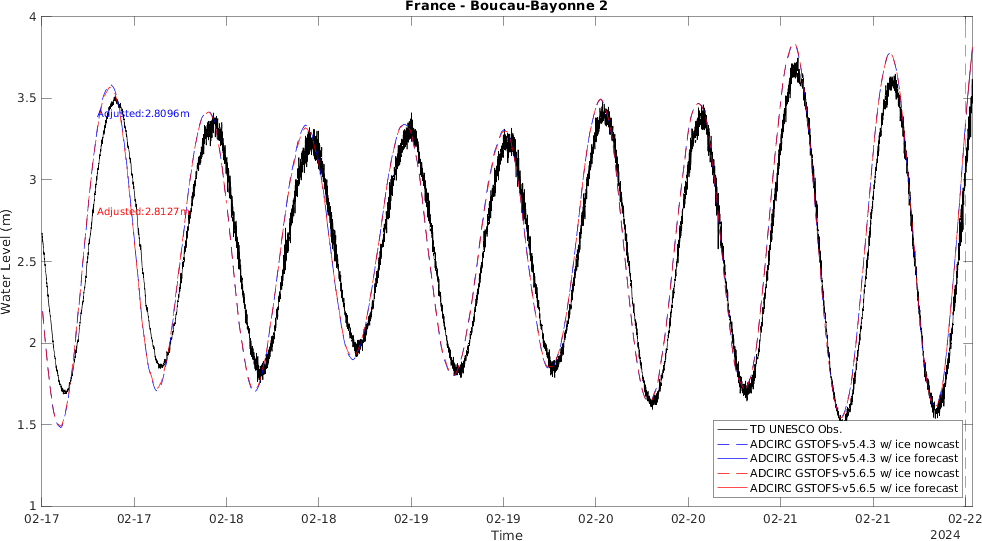 France - Boucau-Bayonne 2
4
3.5
3
2.5
2
1.5
1
Water Level (m)
Adjusted:2.8096m
Adjusted:2.8127m
TD UNESCO Obs.
ADCIRC GSTOFS-v5.4.3 w/ ice nowcast
ADCIRC GSTOFS-v5.4.3 w/ ice forecast
ADCIRC GSTOFS-v5.6.5 w/ ice nowcast
ADCIRC GSTOFS-v5.6.5 w/ ice forecast
02-17 02-17 02-18 02-18 02-19 02-19 02-20 02-20 02-21 02-21 02-22
Time
2024